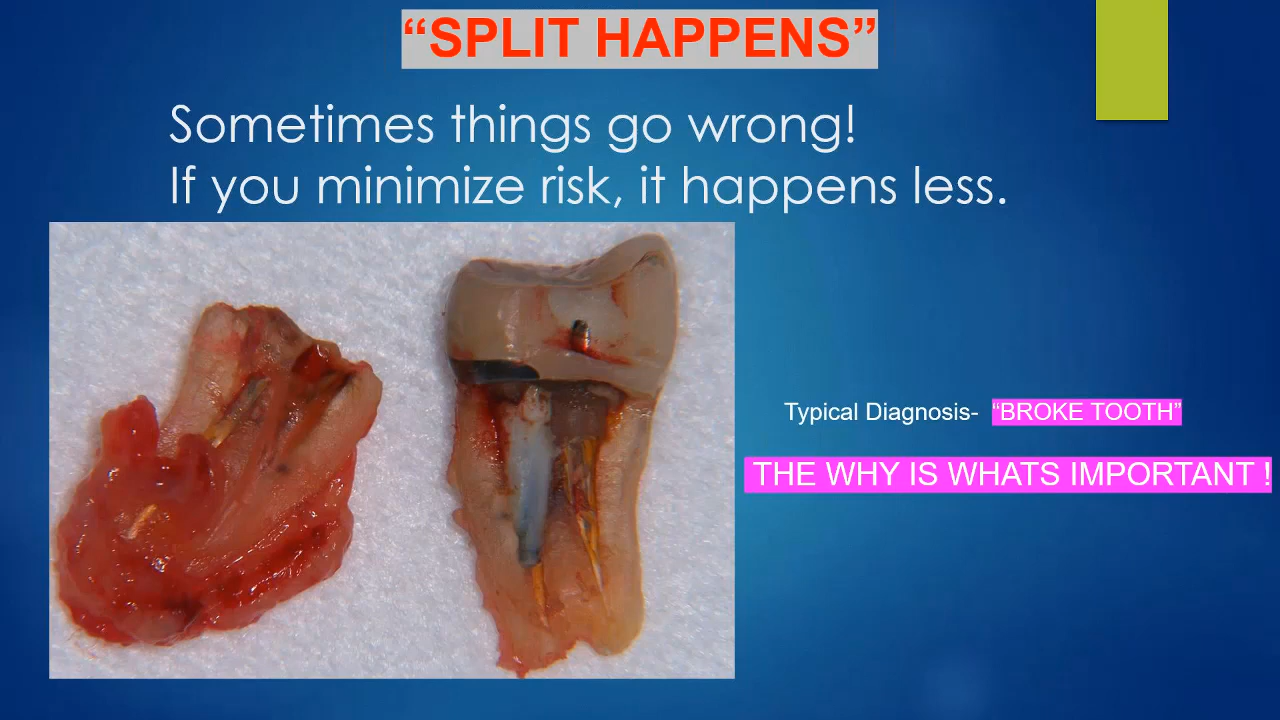 “SPLIT HAPPENS”
Sometimes things go wrong!
If you minimize risk, it happens less.
Typical Diagnosis- “BROKE TOOTH”
THE WHY IS WHATS IMPORTANT !